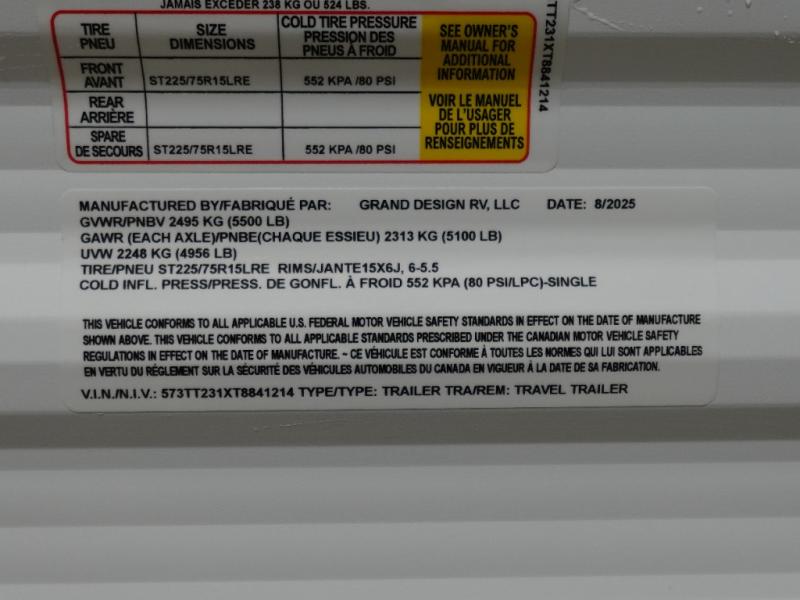 JAMAIS EXCÉDER 238 KG OU 524 LBS.
TIRE PNEU
SIZE DIMENSIONS
COLD TIRE PRESSURE
PRESSION DES
PNEUS À FROID
SEE OWNER'S
MANUAL FOR
ADDITIONAL
INFORMATION
FRONT AVANT
ST225/75R15LRE
552 KPA /80 PSI
REAR ARRIÈRE
VOIR LE MANUEL
DE L'USAGER
POUR PLUS DE
RENSEIGNEMENTS
SPARE DE SECOURS
ST225/75R15LRE
552 KPA /80 PSI
TT231XT8841214
MANUFACTURED BY/FABRIQUÉ PAR: GRAND DESIGN RV, LLC DATE: 8/2025
GVWR/PNBV 2495 KG (5500 LB)
GAWR (EACH AXLE)/PNBE(CHAQUE ESSIEU) 2313 KG (5100 LB)
UVW 2248 KG (4956 LB)
TIRE/PNEU ST225/75R15LRE RIMS/JANTE15X6J, 6-5.5
COLD INFL. PRESS/PRESS. DE GONFL. À FROID 552 KPA (80 PSI/LPC)-SINGLE
THIS VEHICLE CONFORMS TO ALL APPLICABLE U.S. FEDERAL MOTOR VEHICLE SAFETY STANDARDS IN EFFECT ON THE DATE OF MANUFACTURE
SHOWN ABOVE. THIS VEHICLE CONFORMS TO ALL APPLICABLE STANDARDS PRESCRIBED UNDER THE CANADIAN MOTOR VEHICLE SAFETY
REGULATIONS IN EFFECT ON THE DATE OF MANUFACTURE. ~ CE VÉHICULE EST CONFORME À TOUTES LES NORMES QUI LUI SONT APPLICABLES
EN VERTU DU RÈGLEMENT SUR LA SÉCURITÉ DES VÉHICULES AUTOMOBILES DU CANADA EN VIGUEUR À LA DATE DE SA FABRICATION.
V.I.N./N.I.V.: 573TT231XT8841214 TYPE/TYPE: TRAILER TRA/REM: TRAVEL TRAILER